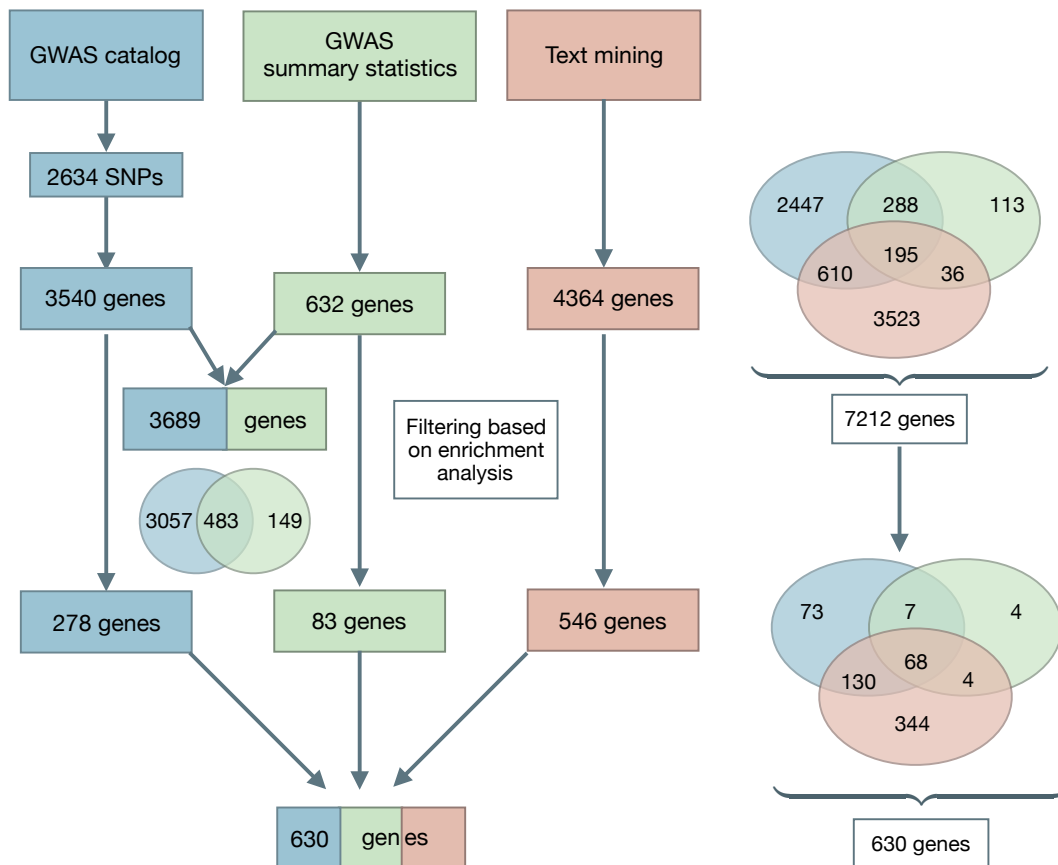 GWAS catalog
GWAS
summary statistics
Text mining
2634 SNPs
3540 genes
632 genes
4364 genes
3689 genes
Filtering based
on enrichment
analysis
3057 483 149
278 genes
83 genes
546 genes
630 genes
2447 288 113
195
610 36
3523
7212 genes
73 7 4
68
130 4
344
630 genes